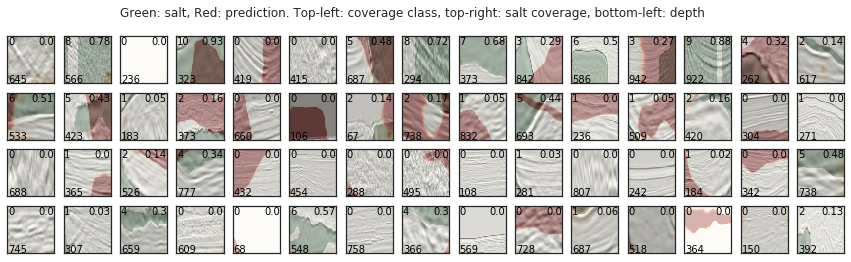 Green: salt, Red: prediction. Top-left: coverage class, top-right: salt coverage, bottom-left: depth
0 0.0 8 0.78 0 0.0 10 0.93 0 0.0 0 0.0 5 0.48 8 0.72 7 0.68 3 0.29 6 0.5 3 0.27 9 0.88 4 0.32 2 0.14
645 566 236 323 419 415 687 294 373 842 586 942 922 262 617
6 0.51 5 0.43 1 0.05 2 0.16 0 0.0 0 0.0 2 0.14 2 0.17 1 0.05 5 0.44 0 0.0 1 0.05 2 0.16 0 0.0 1 0.0
533 423 183 373 660 106 67 738 832 693 236 509 420 304 271
0 0.0 1 0.0 2 0.14 4 0.34 0 0.0 0 0.0 0 0.0 0 0.0 0 0.0 1 0.03 0 0.0 0 0.0 1 0.02 0 0.0 5 0.48
688 365 526 777 432 454 288 495 108 281 807 242 184 342 738
0 0.0 1 0.03 4 0.3 0 0.0 0 0.0 6 0.57 0 0.0 4 0.3 0 0.0 0 0.0 1 0.06 0 0.0 0 0.0 0 0.0 2 0.13
745 307 659 609 68 548 758 366 569 728 687 518 364 150 392